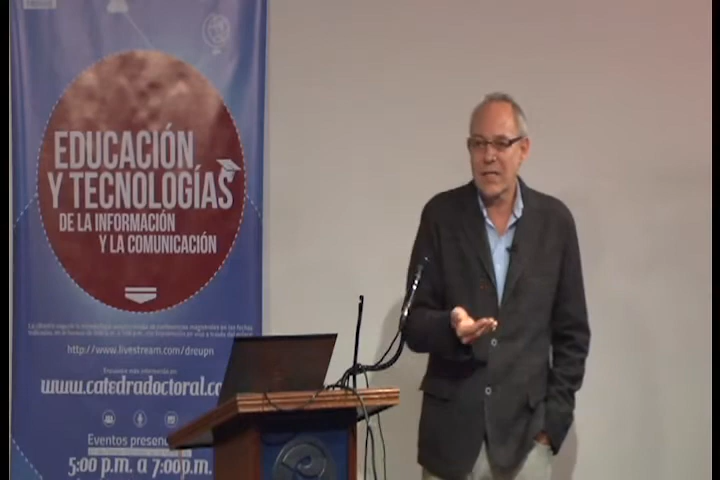 EDUCACIÓN
Y TECNOLOGÍAS
DE LA INFORMACIÓN
Y LA COMUNICACIÓN
http://www.livestream.com/dreupn
www.catedradoctoral.co
Eventos presenc
5:00 p.m. a 7:00p.m.